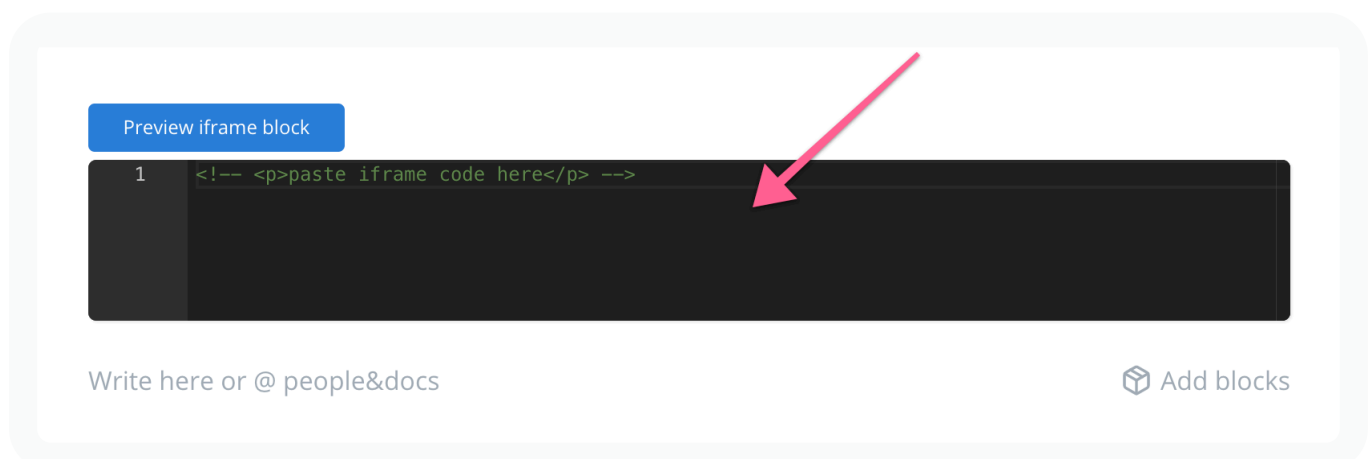 Preview iframe block
1 <!-- <p>paste iframe code here</p> -->
Write here or @ people&docs
Add blocks